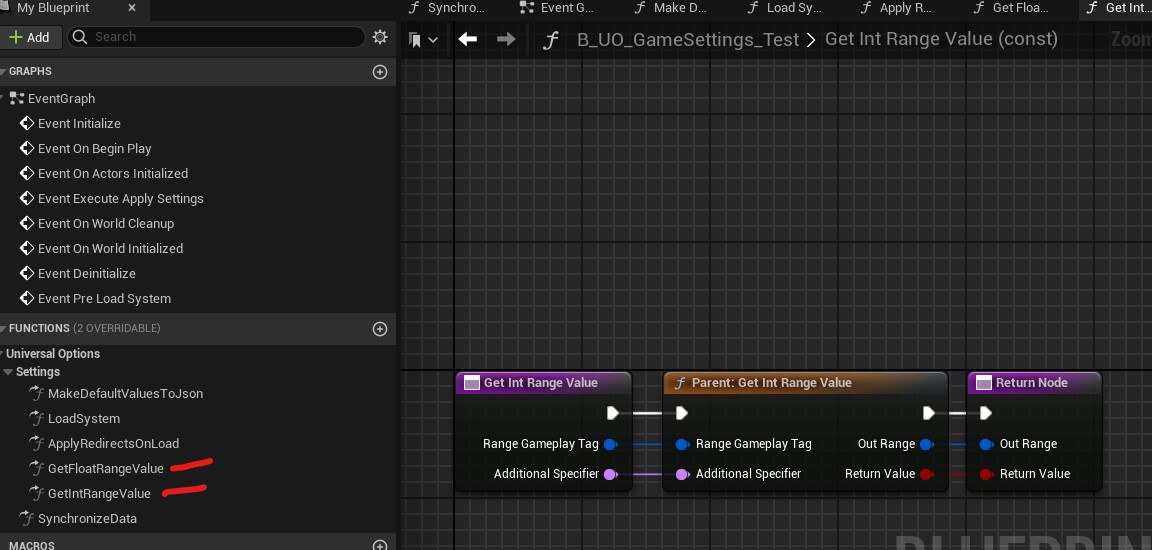 My Blueprint
Synchro...
Event G...
Make D...
Load Sy...
Apply R...
Get Floa...
Get Int...
Add
Search
B_UO_GameSettings_Test > Get Int Range Value (const)
Zoom
GRAPHS
EventGraph
Event Initialize
Event On Begin Play
Event On Actors Initialized
Event Execute Apply Settings
Event On World Cleanup
Event On World Initialized
Event Deinitialize
Event Pre Load System
FUNCTIONS (2 OVERRIDABLE)
Universal Options
Settings
MakeDefaultValuesToJson
LoadSystem
ApplyRedirectsOnLoad
GetFloatRangeValue
GetIntRangeValue
SynchronizeData
MACROS
Get Int Range Value
Range Gameplay Tag
Additional Specifier
Parent: Get Int Range Value
Range Gameplay Tag
Out Range
Additional Specifier
Return Value
Return Node
Out Range
Return Value
BLUEPRIN